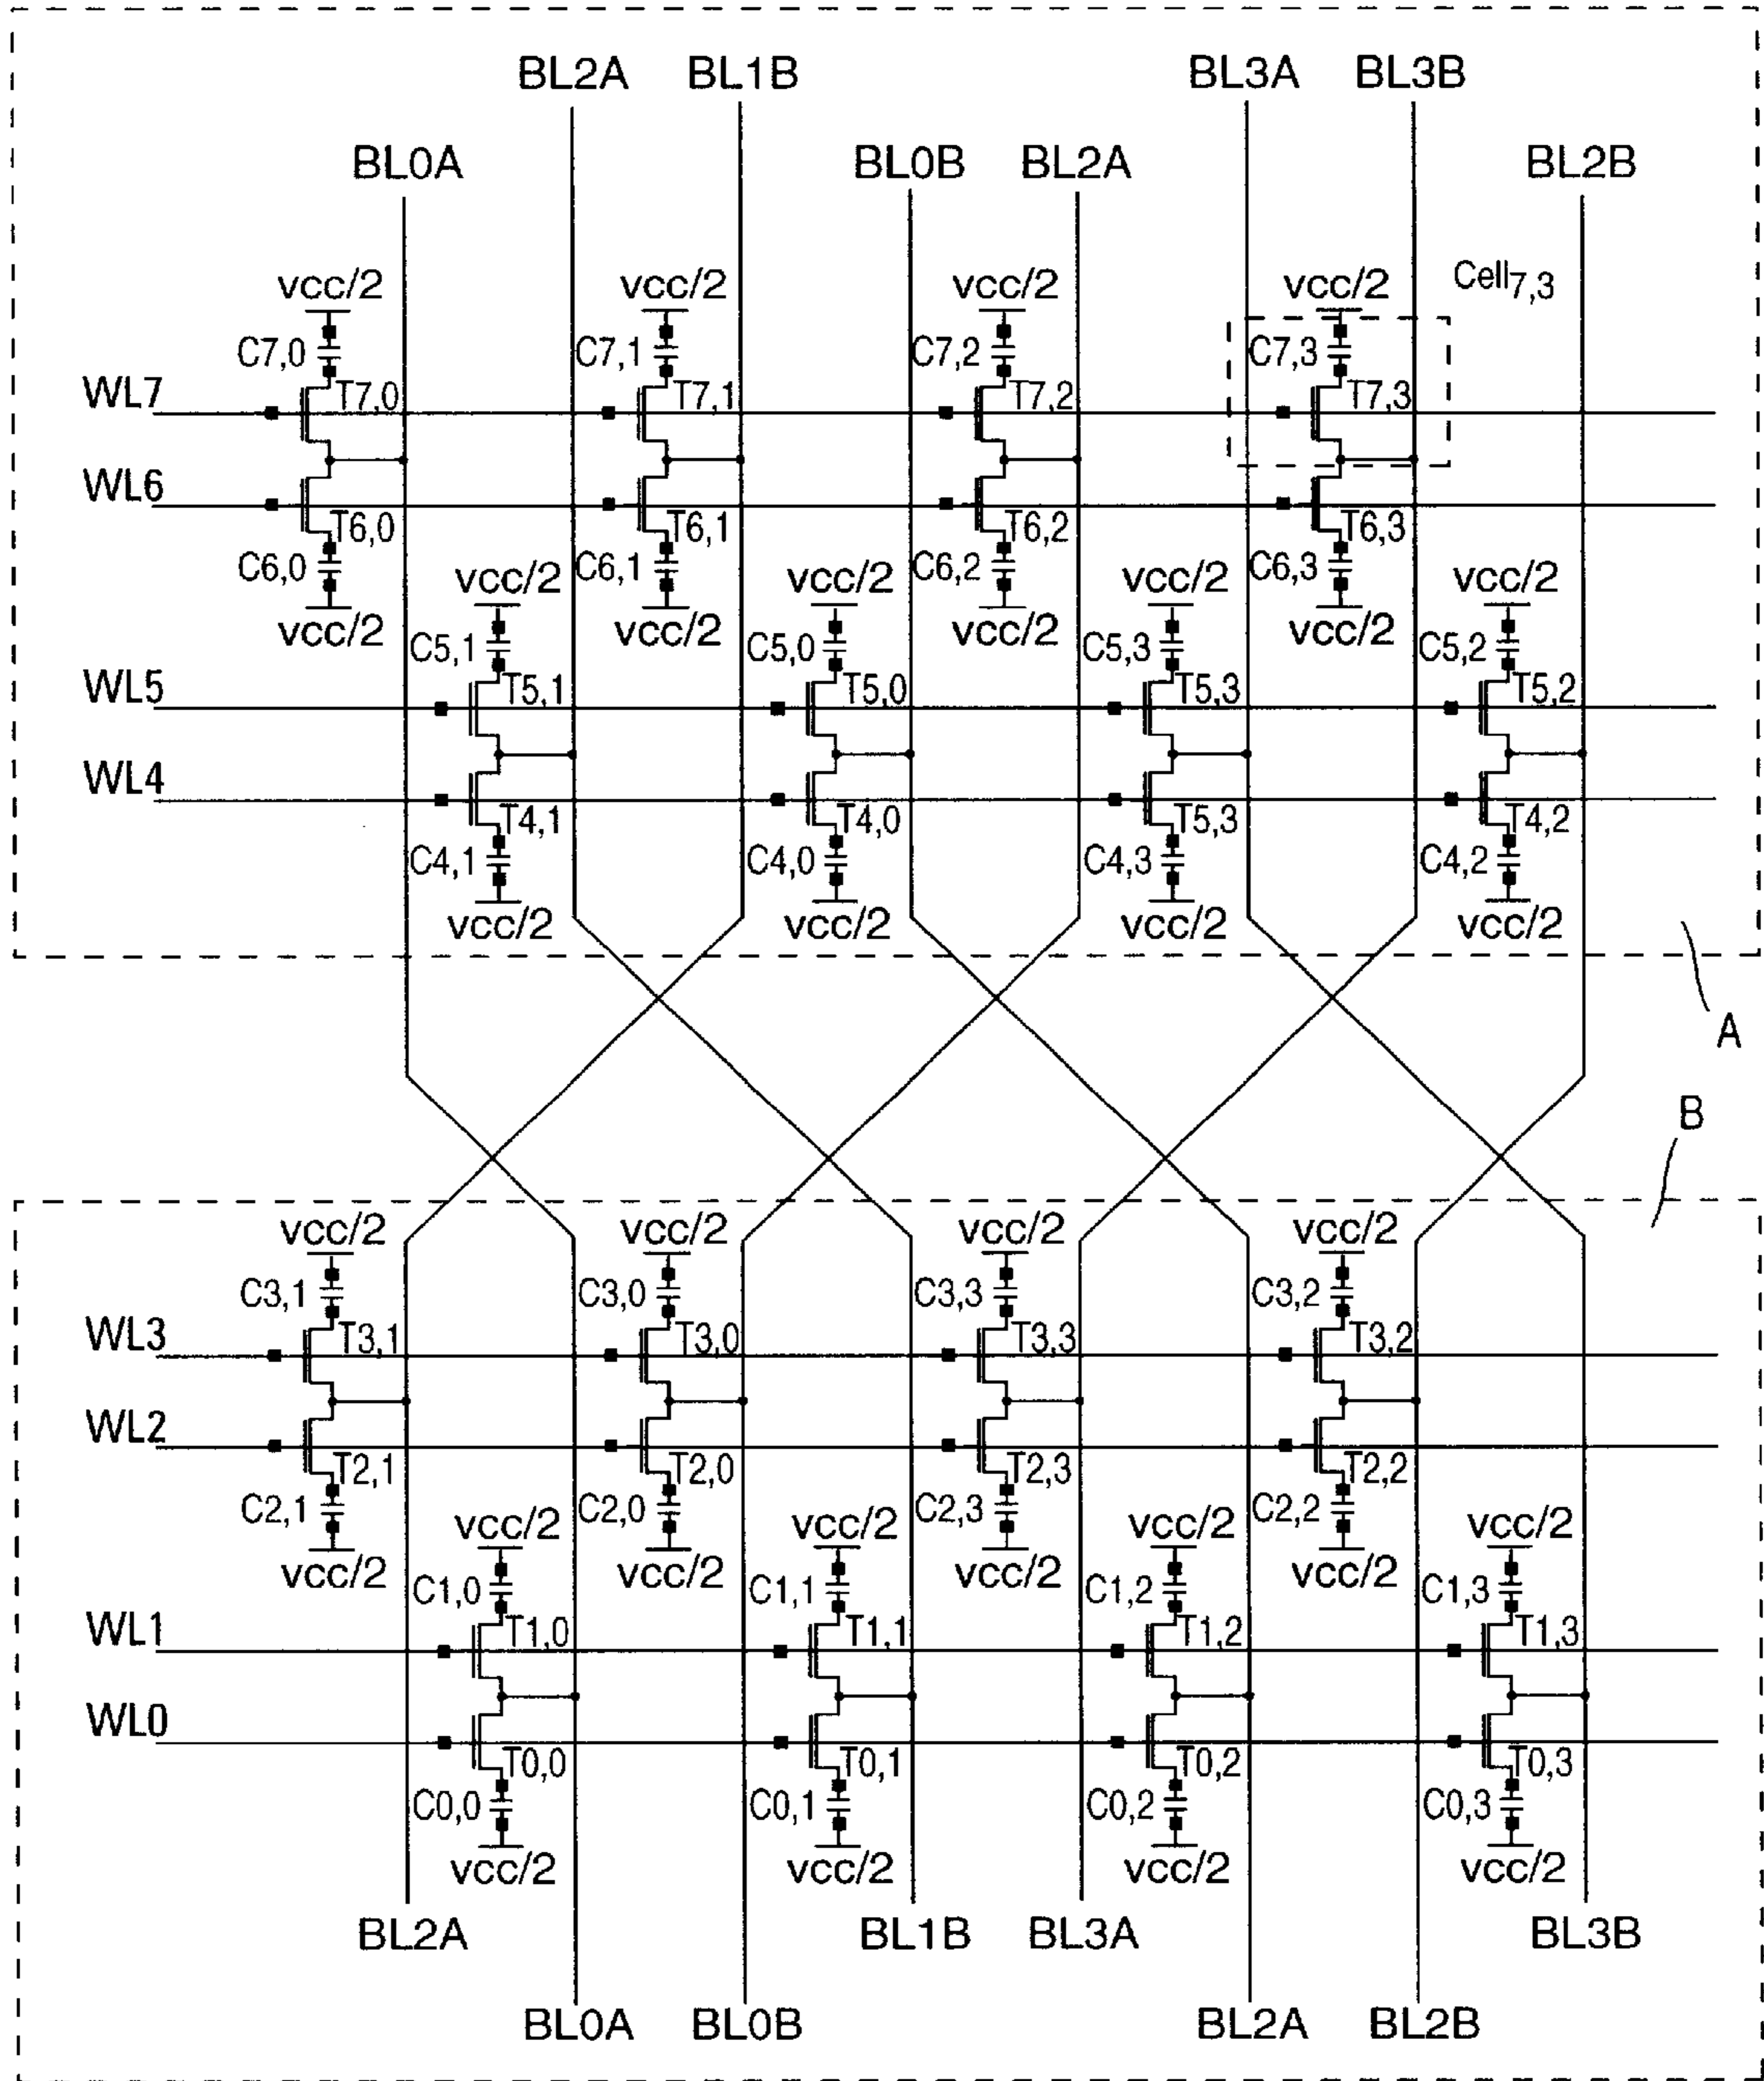 BL2A BL1B BL3A BL3B
BL0A BL0B BL2A BL2B
vcc/2 vcc/2 vcc/2 vcc/2 Cell7,3
C7,0 C7,1 C7,2 C7,3
WL7 T7,0 T7,1 T7,2 T7,3
WL6
T6,0 T6,1 T6,2 T6,3
C6,0 vcc/2 C6,1 vcc/2 C6,2 vcc/2 C6,3 vcc/2
vcc/2 C5,1 vcc/2 C5,0 vcc/2 C5,3 vcc/2 C5,2
WL5 T5,1 T5,0 T5,3 T5,2
WL4
T4,1 T4,0 T5,3 T4,2
C4,1 C4,0 C4,3 C4,2
vcc/2 vcc/2 vcc/2 vcc/2
A
B
vcc/2 vcc/2 vcc/2 vcc/2
C3,1 C3,0 C3,3 C3,2
WL3 T3,1 T3,0 T3,3 T3,2
WL2
T2,1 T2,0 T2,3 T2,2
C2,1 vcc/2 C2,0 vcc/2 C2,3 vcc/2 C2,2 vcc/2
vcc/2 C1,0 vcc/2 C1,1 vcc/2 C1,2 vcc/2 C1,3
WL1 T1,0 T1,1 T1,2 T1,3
WL0
T0,0 T0,1 T0,2 T0,3
C0,0 C0,1 C0,2 C0,3
vcc/2 vcc/2 vcc/2 vcc/2
BL2A BL1B BL3A BL3B
BL0A BL0B BL2A BL2B